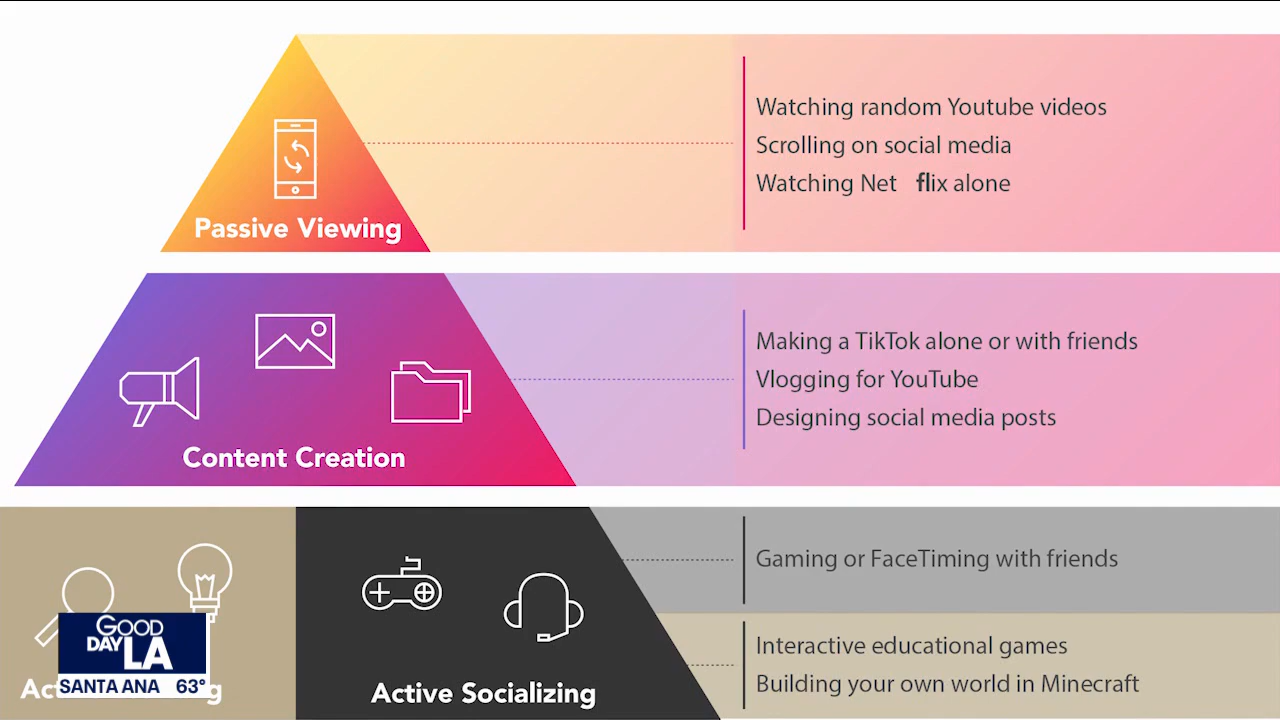 Watching random Youtube videos
Scrolling on social media
Watching Net flix alone
Passive Viewing
Making a TikTok alone or with friends
Vlogging for YouTube
Designing social media posts
Content Creation
Gaming or FaceTiming with friends
Interactive educational games
Building your own world in Minecraft
Active Socializing
GOOD
DAY LA
SANTA ANA 63°